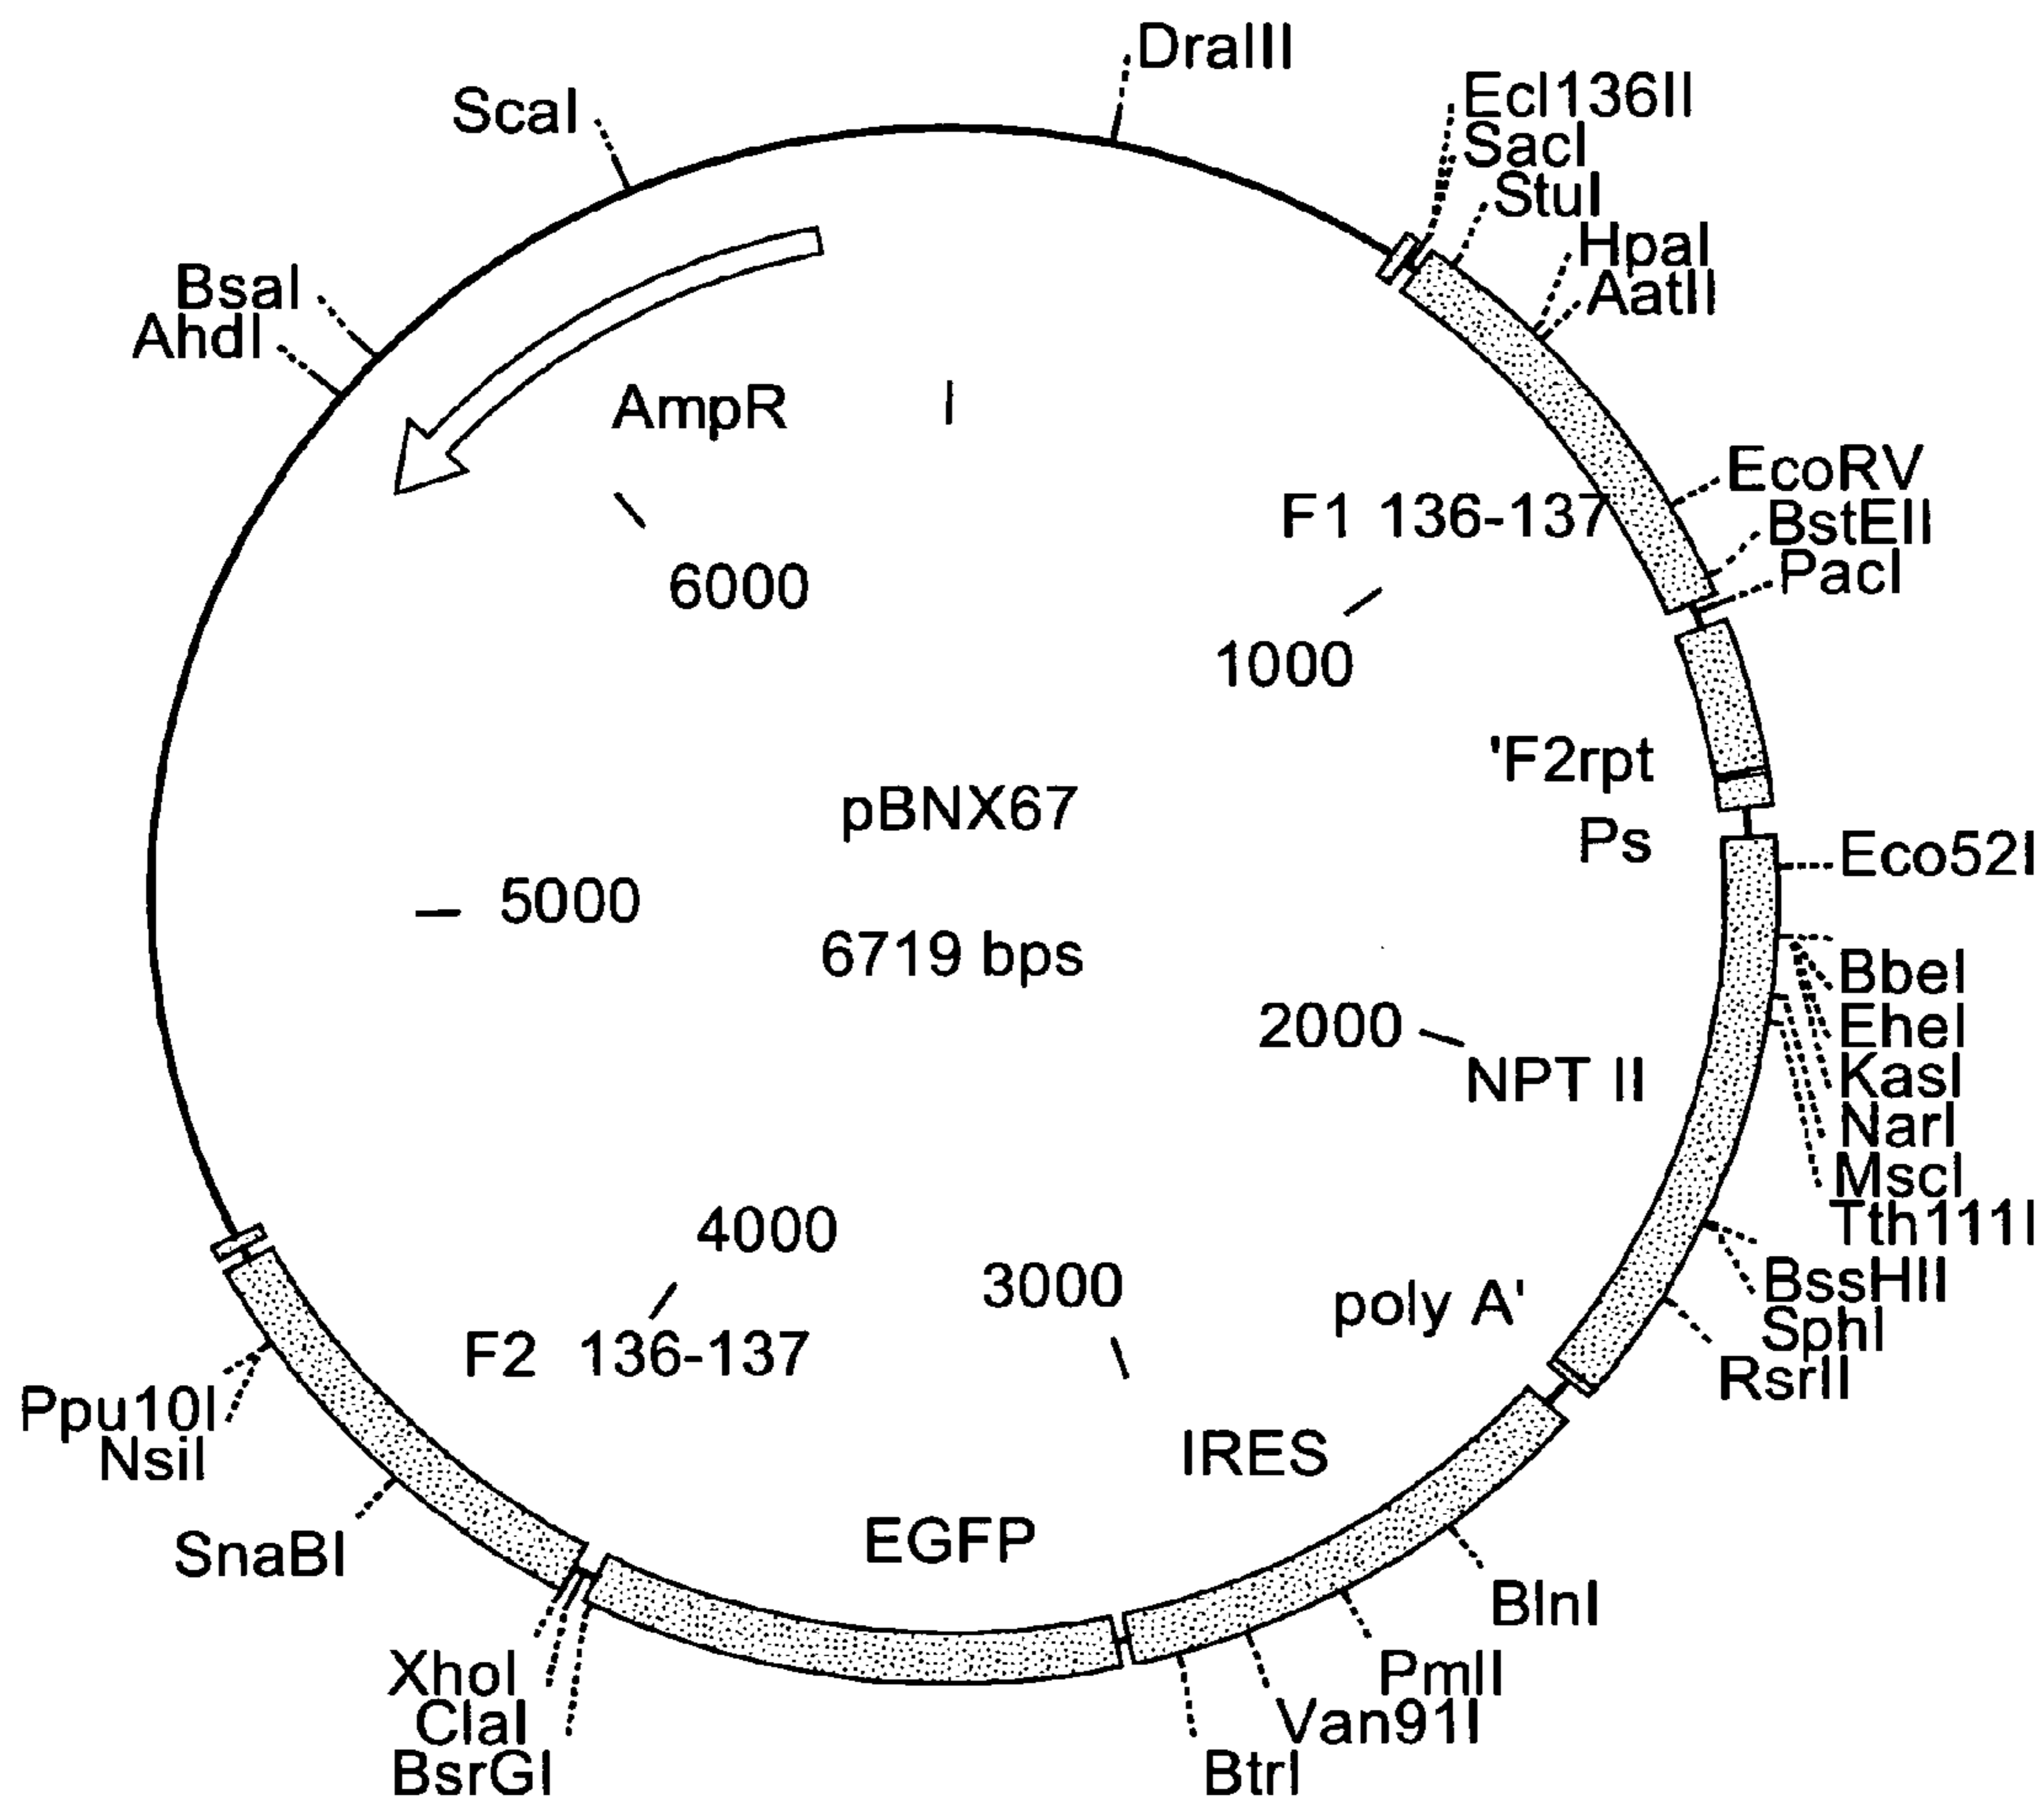 DraIII
Ecl136II
ScaI
SacI
StuI
HpaI
BsaI
AatII
AhdI
AmpR
EcoRV
F1 136-137
BstEII
PacI
6000
1000
'F2rpt
pBNX67
Ps
Eco52I
5000
6719 bps
BbeI
2000
EheI
NPT II
KasI
NarI
MscI
4000
Tth111I
3000
BssHII
poly A'
SphI
F2 136-137
RsrII
Ppu10I
IRES
NsiI
EGFP
SnaBI
BlnI
XhoI
PmlI
ClaI
Van91I
BsrGI
BtrI